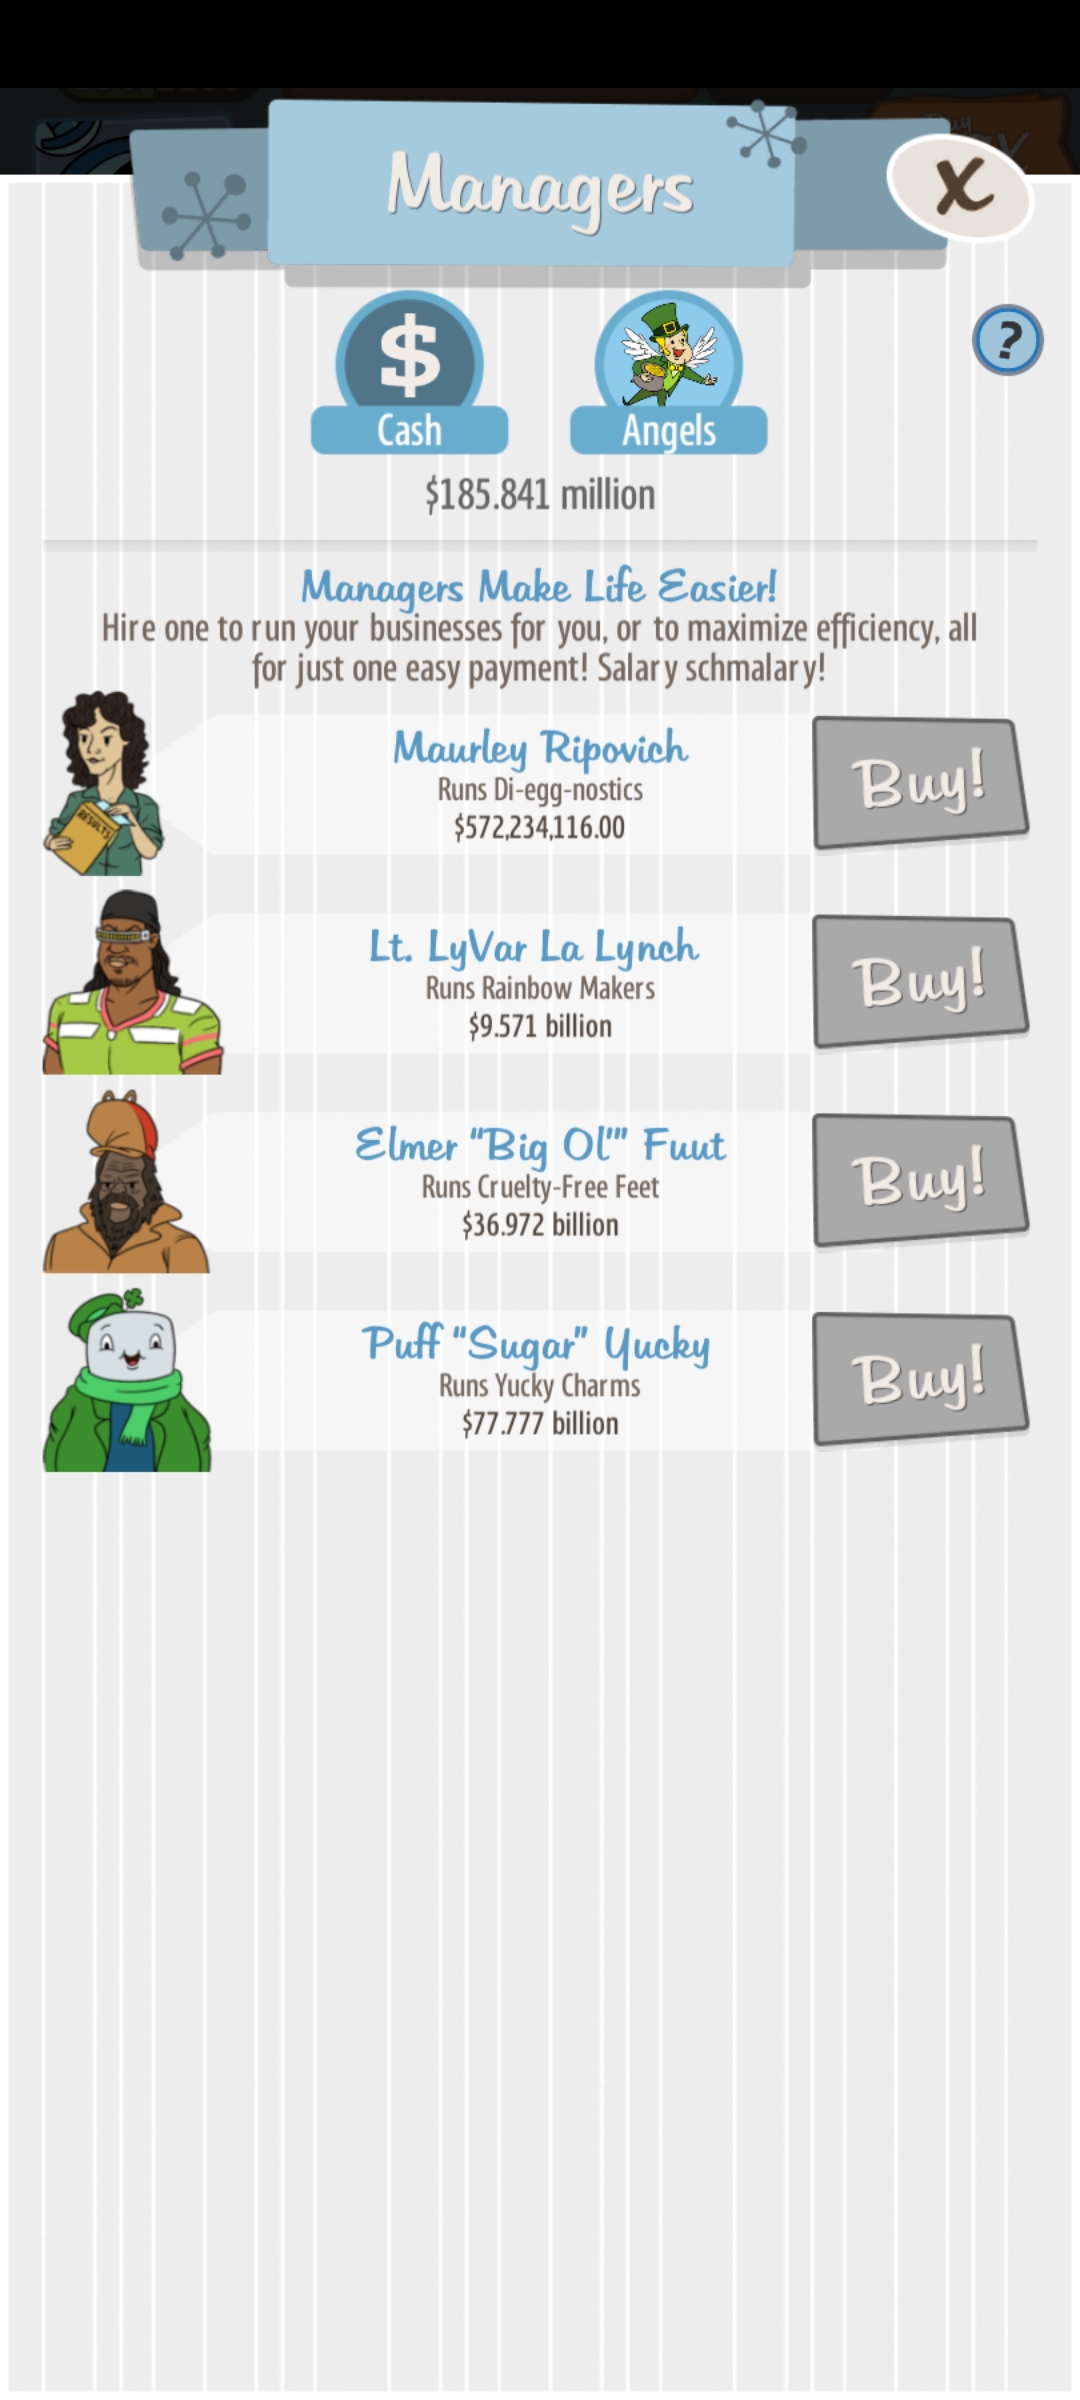 Managers
X
$
?
Cash
Angels
$185.841 million
Managers Make Life Easier!
Hire one to run your businesses for you, or to maximize efficiency, all
for just one easy payment! Salary schmalary!
RESULTS
Maurley Ripovich
Runs Di-egg-nostics
$572,234,116.00
Buy!
Lt. LyVar La Lynch
Runs Rainbow Makers
$9.571 billion
Buy!
Elmer "Big Ol'" Fuut
Runs Cruelty-Free Feet
$36.972 billion
Buy!
Puff "Sugar" Yucky
Runs Yucky Charms
$77.777 billion
Buy!